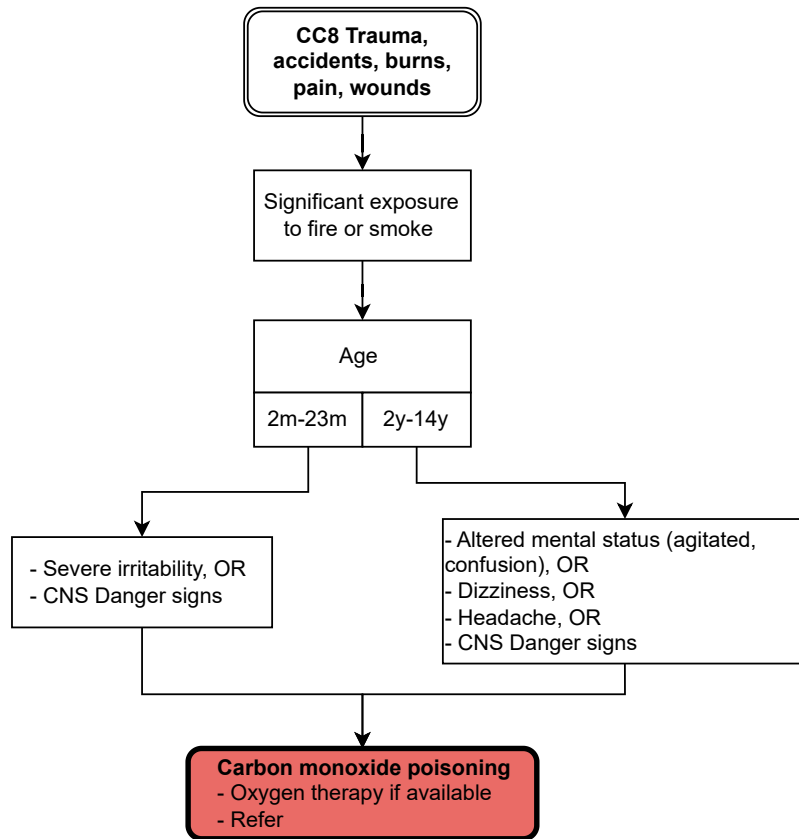 CC8 Trauma,
accidents, burns,
pain, wounds
Significant exposure
to fire or smoke
Age
2m-23m
2y-14y
- Severe irritability, OR
- CNS Danger signs
- Altered mental status (agitated,
confusion), OR
- Dizziness, OR
- Headache, OR
- CNS Danger signs
Carbon monoxide poisoning
- Oxygen therapy if available
- Refer